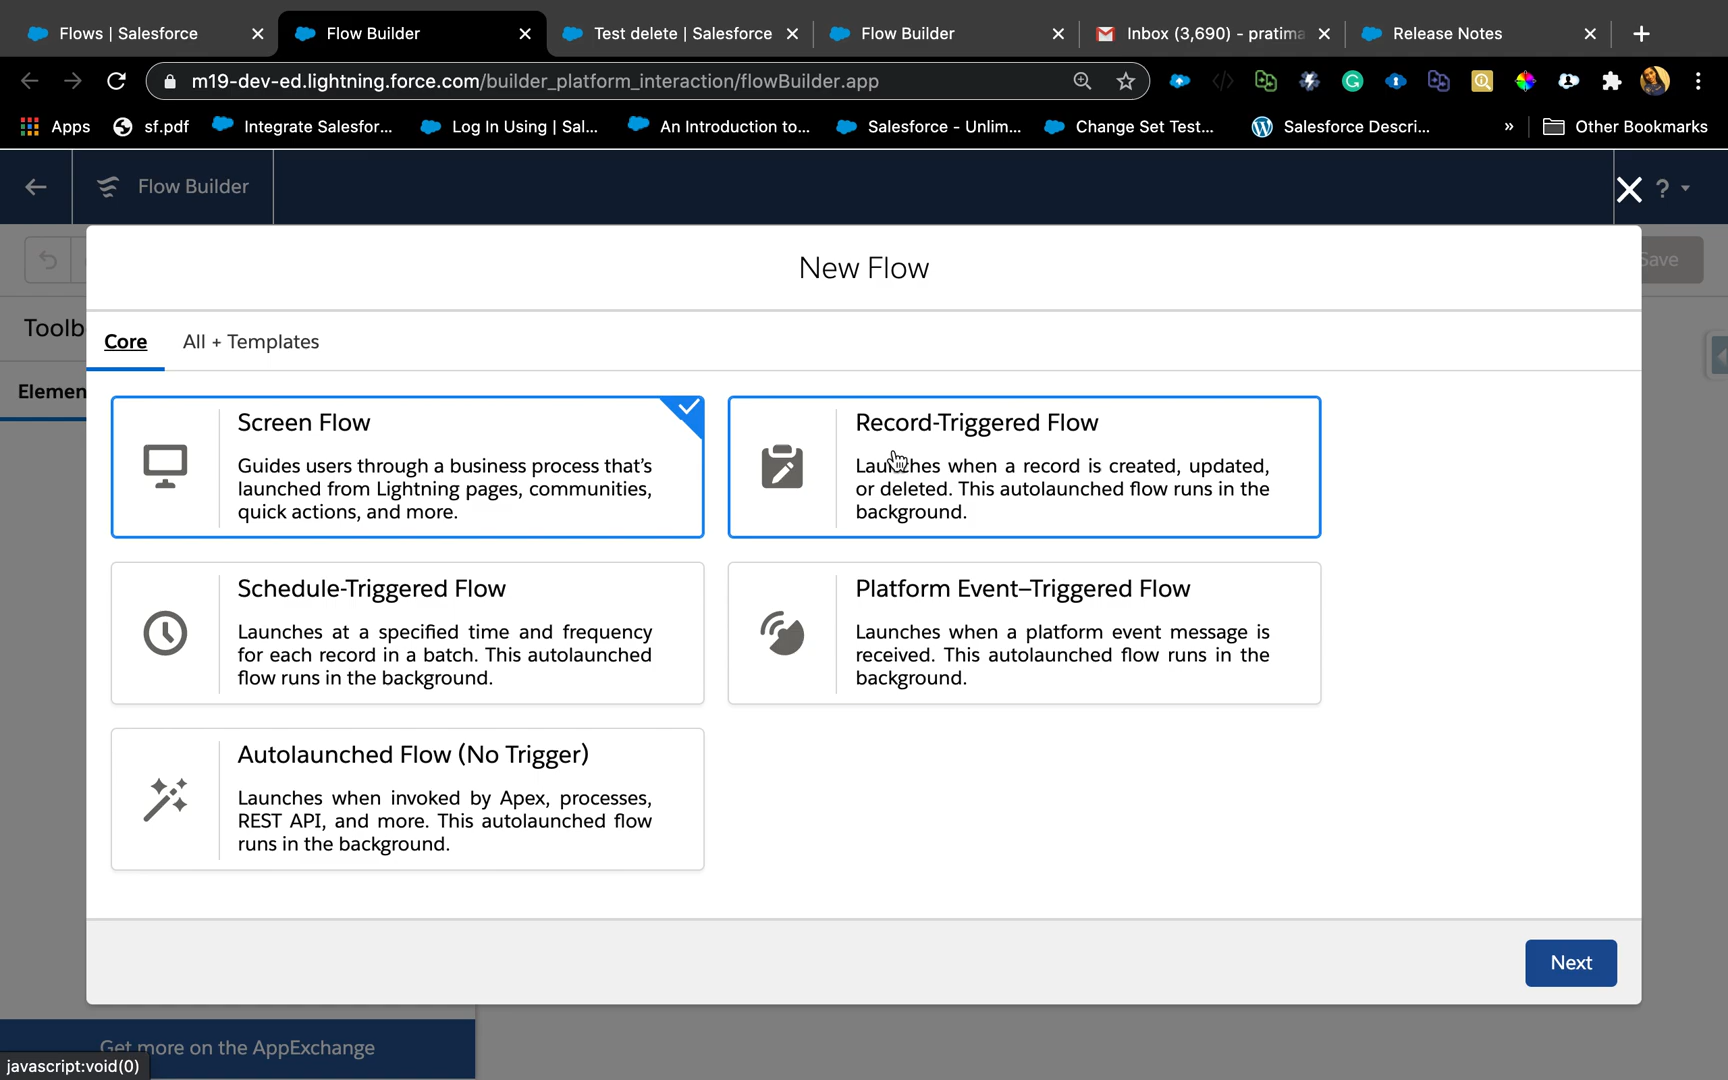 Flows | Salesforce
Flow Builder
Test delete | Salesforce
Flow Builder
Inbox (3,690) - pratima
Release Notes
m19-dev-ed.lightning.force.com/builder_platform_interaction/flowBuilder.app
Apps
sf.pdf
Integrate Salesfor...
Log In Using | Sal...
An Introduction to...
Salesforce - Unlim...
Change Set Test...
Salesforce Descri...
»
Other Bookmarks
Flow Builder
?
Save
Toolb
Elemen
New Flow
Core
All + Templates
Screen Flow
Guides users through a business process that's
launched from Lightning pages, communities,
quick actions, and more.
Record-Triggered Flow
Launches when a record is created, updated,
or deleted. This autolaunched flow runs in the
background.
Schedule-Triggered Flow
Launches at a specified time and frequency
for each record in a batch. This autolaunched
flow runs in the background.
Platform Event–Triggered Flow
Launches when a platform event message is
received. This autolaunched flow runs in the
background.
Autolaunched Flow (No Trigger)
Launches when invoked by Apex, processes,
REST API, and more. This autolaunched flow
runs in the background.
Next
Get more on the AppExchange
javascript:void(0)